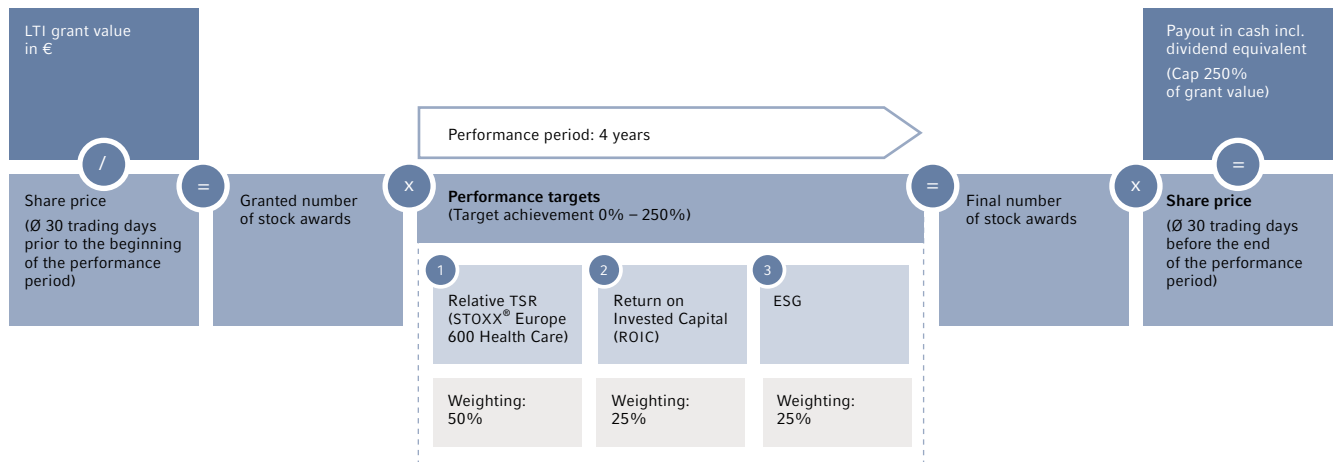 LTI grant value
in €
/
Share price
(Ø 30 trading days
prior to the beginning
of the performance
period)
=
Granted number
of stock awards
x
Performance period: 4 years
Performance targets
(Target achievement 0% – 250%)
1
Relative TSR
(STOXX® Europe
600 Health Care)
Weighting:
50%
2
Return on
Invested Capital
(ROIC)
Weighting:
25%
3
ESG
Weighting:
25%
=
Final number
of stock awards
x
Payout in cash incl.
dividend equivalent
(Cap 250%
of grant value)
=
Share price
(Ø 30 trading days
before the end
of the performance
period)